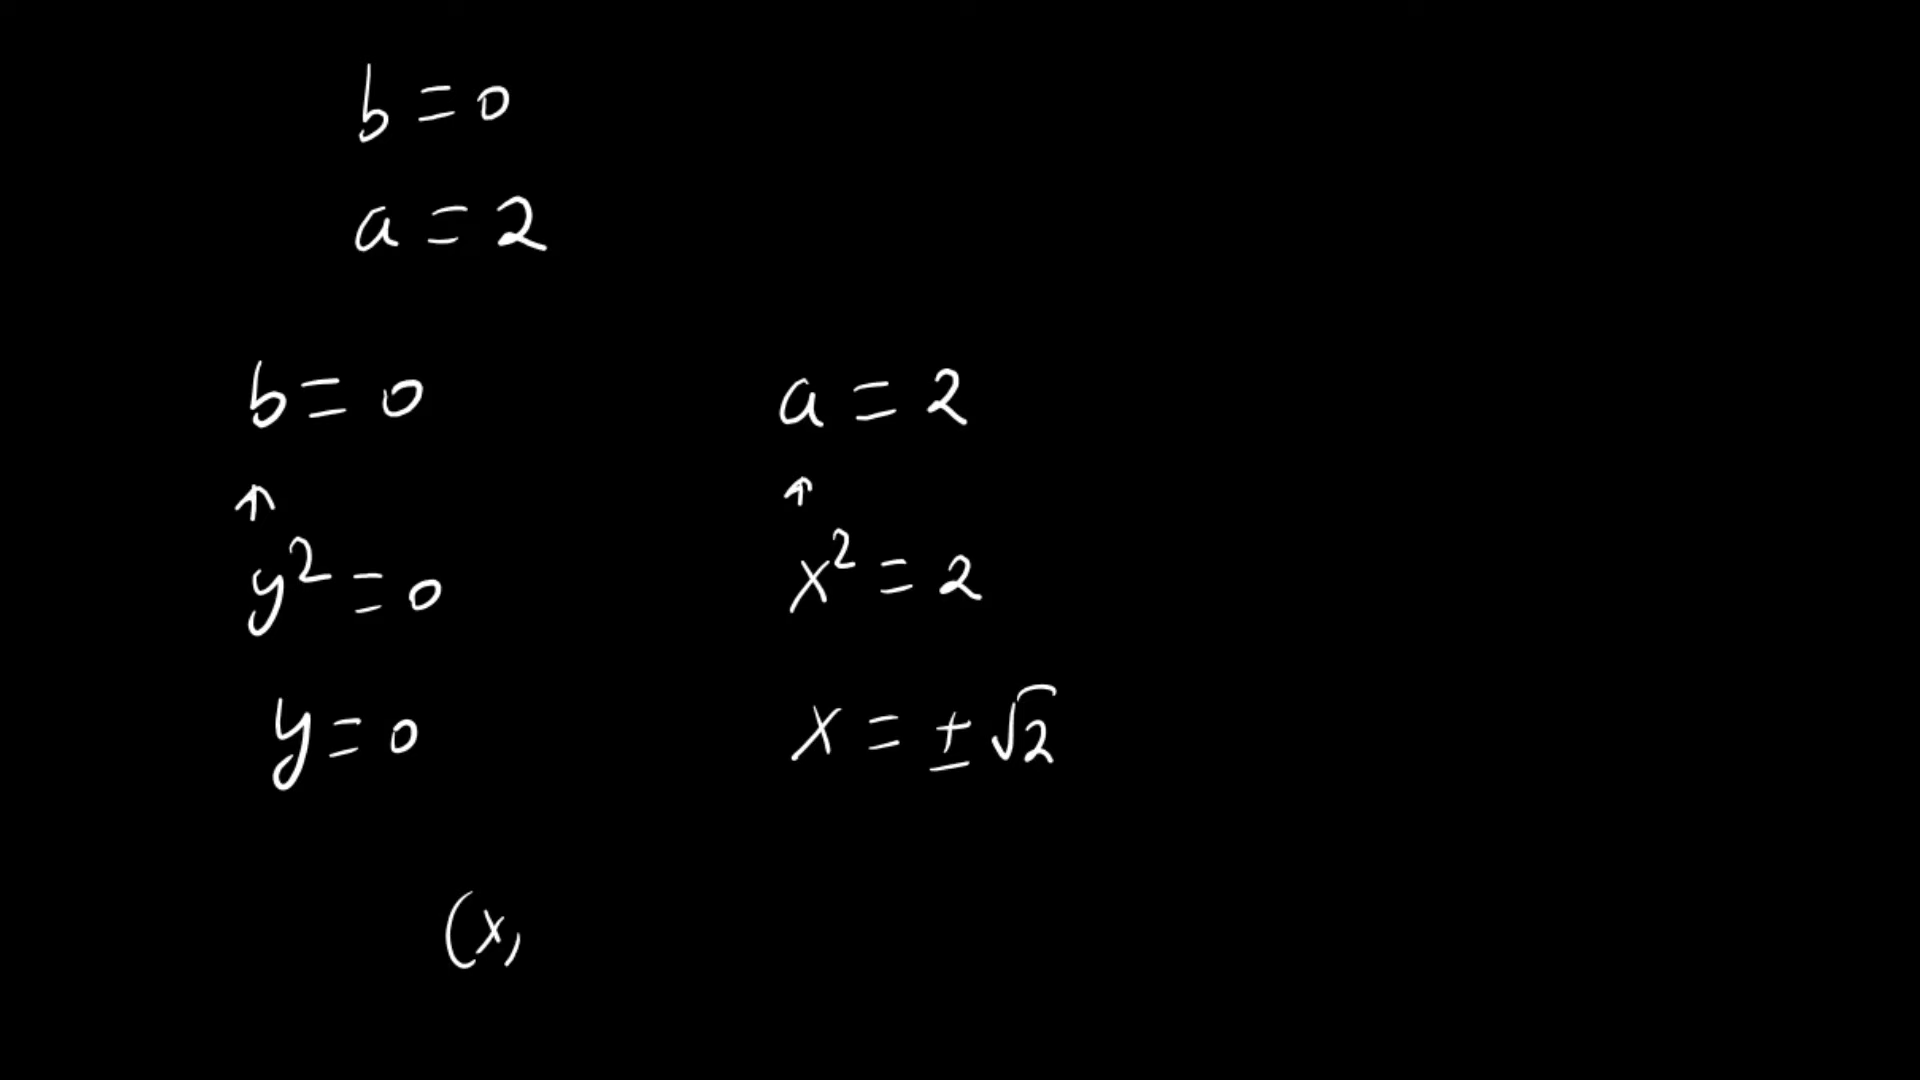 b = 0
a = 2
b = 0 a = 2
↑ ↑
y² = 0 x² = 2
y = 0 x = ± √2
(x,